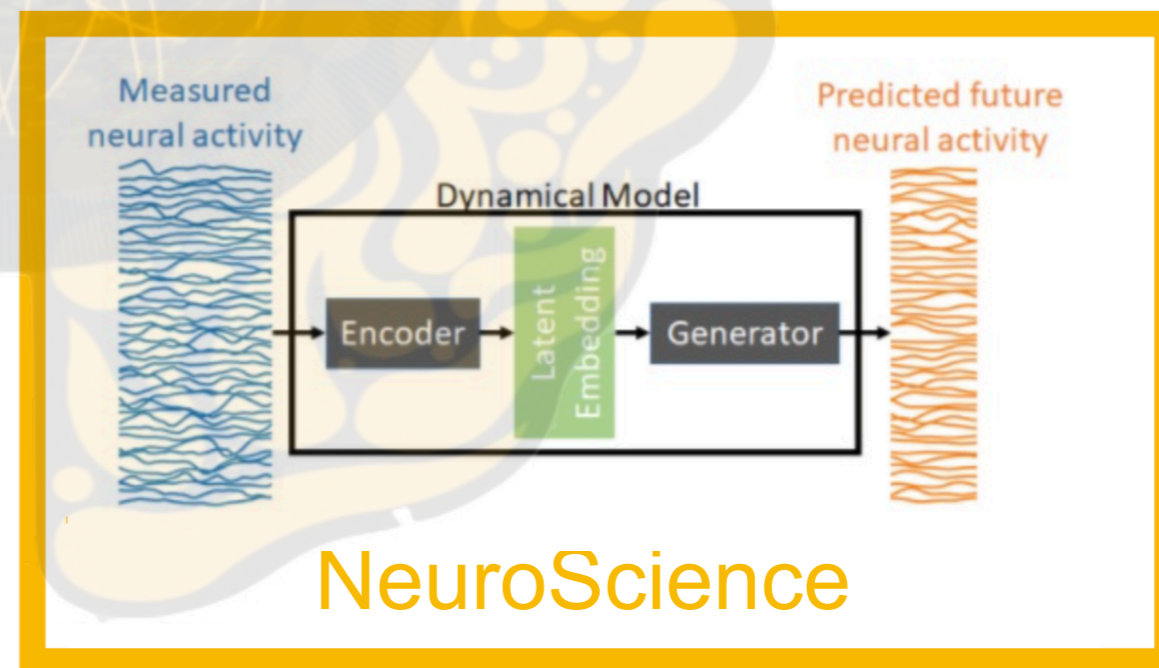 Measured
neural activity
Predicted future
neural activity
Dynamical Model
Encoder
Latent
Embedding
Generator
NeuroScience